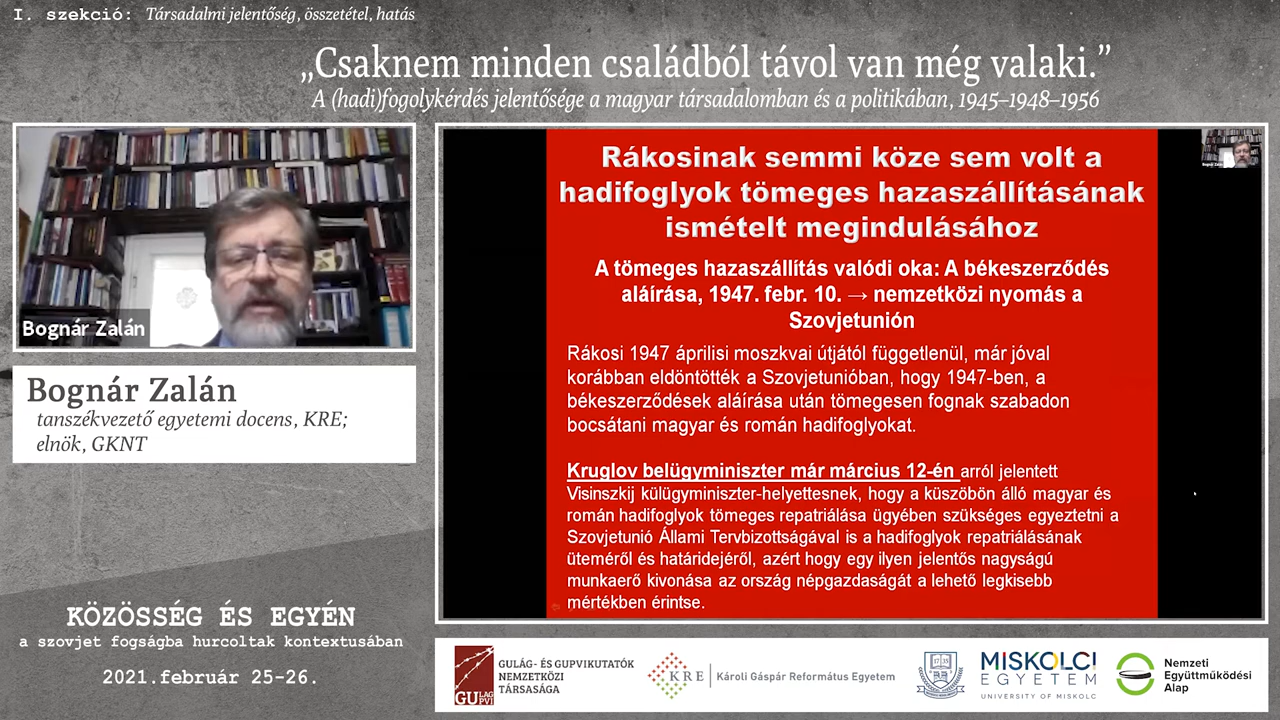 I. szekció: Társadalmi jelentőség, összetétel, hatás
„Csaknem minden családból távol van még valaki.”
A (hadi)fogolykérdés jelentősége a magyar társadalomban és a politikában, 1945–1948–1956
Bognár Zalán
Bognár Zalán
tanszékvezető egyetemi docens, KRE;
elnök, GKNT
KÖZÖSSÉG ÉS EGYÉN
a szovjet fogságba hurcoltak kontextusában
2021.február 25-26.
Rákosinak semmi köze sem volt a
hadifoglyok tömeges hazaszállításának
ismételt megindulásához
A tömeges hazaszállítás valódi oka: A békeszerződés
aláírása, 1947. febr. 10. → nemzetközi nyomás a
Szovjetunión
Rákosi 1947 áprilisi moszkvai útjától függetlenül, már jóval
korábban eldöntötték a Szovjetunióban, hogy 1947-ben, a
békeszerződések aláírása után tömegesen fognak szabadon
bocsátani magyar és román hadifoglyokat.
Kruglov belügyminiszter már március 12-én arról jelentett
Visinszkij külügyminiszter-helyettesnek, hogy a küszöbön álló magyar és
román hadifoglyok tömeges repatriálása ügyében szükséges egyeztetni a
Szovjetunió Állami Tervbizottságával is a hadifoglyok repatriálásának
üteméről és határidejéről, azért hogy egy ilyen jelentős nagyságú
munkaerő kivonása az ország népgazdaságát a lehető legkisebb
mértékben érintse.
GULÁG
PVI
GULÁG- ÉS GUPVIKUTATÓK
NEMZETKÖZI
TÁRSASÁGA
KRE
Károli Gáspár Református Egyetem
17 35
MISKOLCI
EGYETEM
UNIVERSITY OF MISKOLC
Nemzeti
Együttműködési
Alap